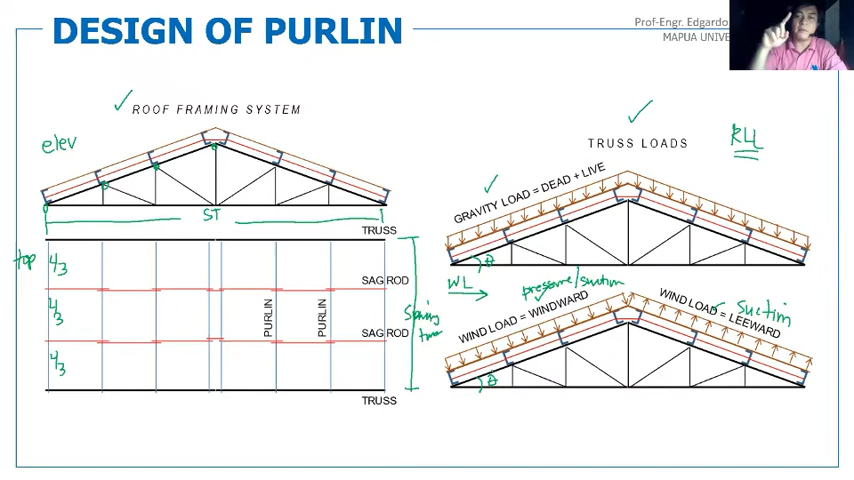 DESIGN OF PURLIN
Prof-Engr. Edgardo
MAPUA UNIVE
ROOF FRAMING SYSTEM
elev
ST
TRUSS
top
L/3
SAG ROD
L/3
PURLIN
PURLIN
SAG ROD
L/3
TRUSS
Spacing
truss
TRUSS LOADS
RLL
GRAVITY LOAD = DEAD + LIVE
θ
WL
pressure/suction
WIND LOAD = WINDWARD
WIND LOAD = LEEWARD
Suction
θ